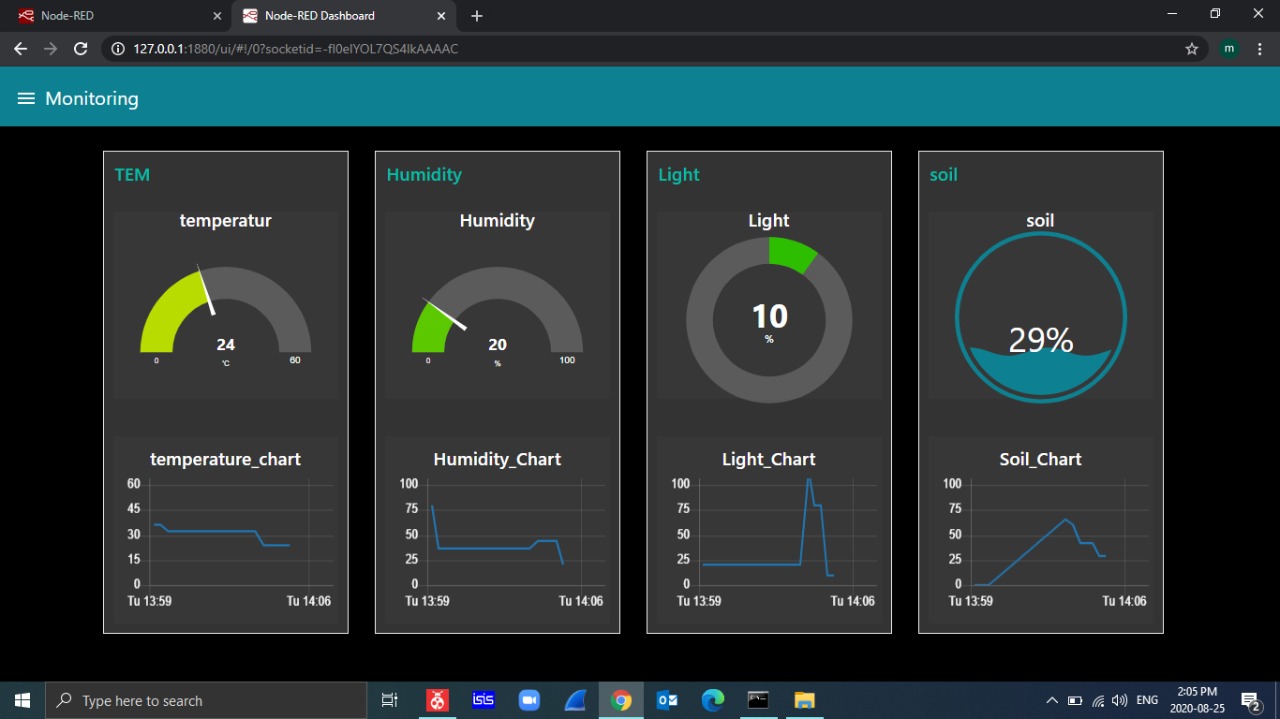 Node-RED
Node-RED Dashboard
127.0.0.1:1880/ui/#!/0?socketid=-fl0elYOL7QS4lkAAAAC
m
Monitoring
TEM
temperatur
24
°C
0
60
temperature_chart
60
45
30
15
0
Tu 13:59
Tu 14:06
Humidity
Humidity
20
%
0
100
Humidity_Chart
100
75
50
25
0
Tu 13:59
Tu 14:06
Light
Light
10
%
Light_Chart
100
75
50
25
0
Tu 13:59
Tu 14:06
soil
soil
29%
Soil_Chart
100
75
50
25
0
Tu 13:59
Tu 14:06
Type here to search
isis
ENG
2:05 PM
2020-08-25
2